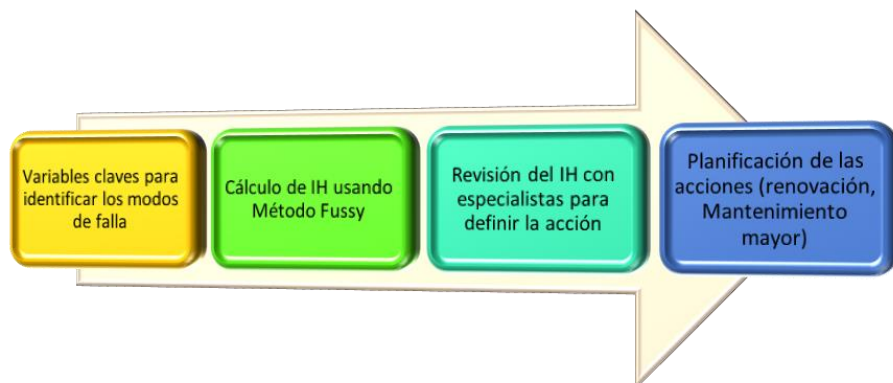 Variables claves para
identificar los modos
de falla
Cálculo de IH usando
Método Fussy
Revisión del IH con
especialistas para
definir la acción
Planificación de las
acciones (renovación,
Mantenimiento
mayor)